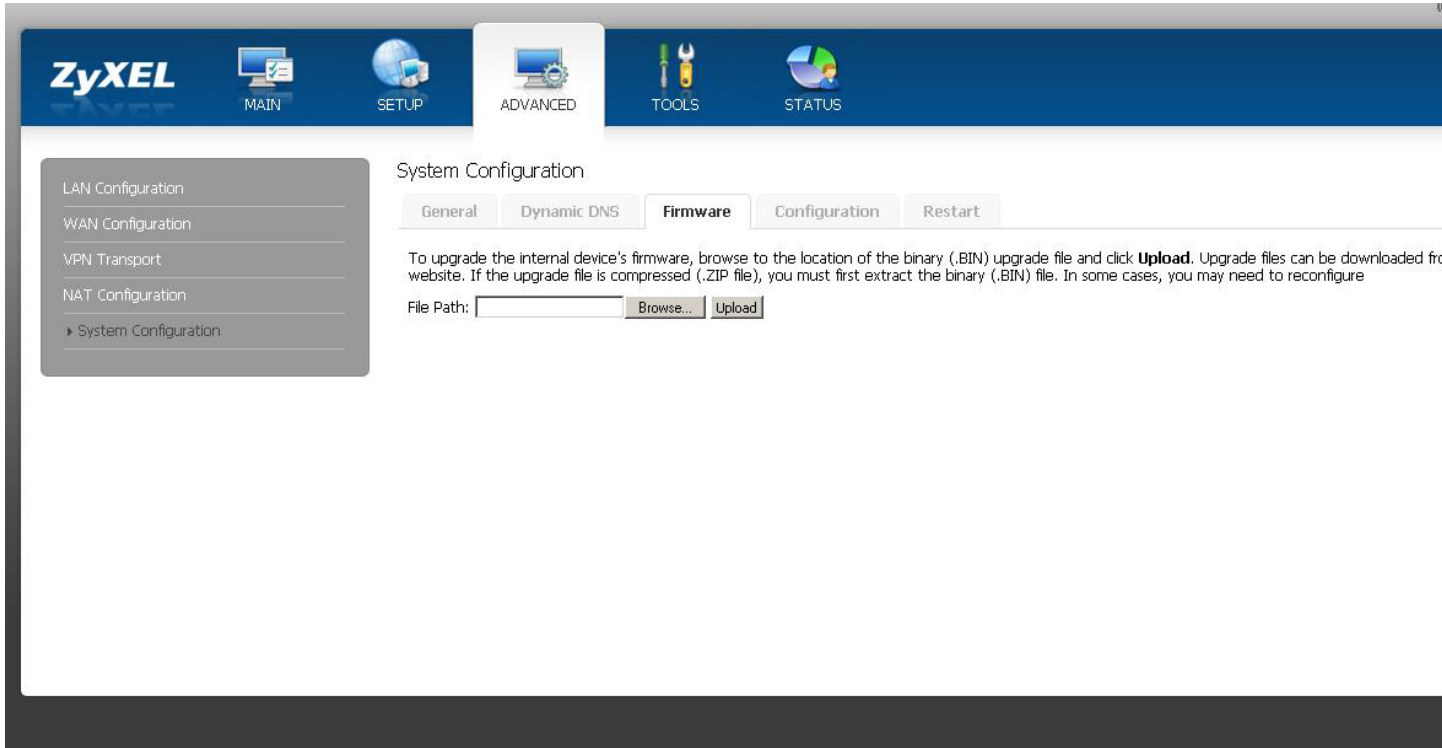 ZyXEL
MAIN
SETUP
ADVANCED
TOOLS
STATUS
LAN Configuration
WAN Configuration
VPN Transport
NAT Configuration
System Configuration
System Configuration
General
Dynamic DNS
Firmware
Configuration
Restart
To upgrade the internal device's firmware, browse to the location of the binary (.BIN) upgrade file and click Upload. Upgrade files can be downloaded
website. If the upgrade file is compressed (.ZIP file), you must first extract the binary (.BIN) file. In some cases, you may need to reconfigure
File Path:
Browse...
Upload